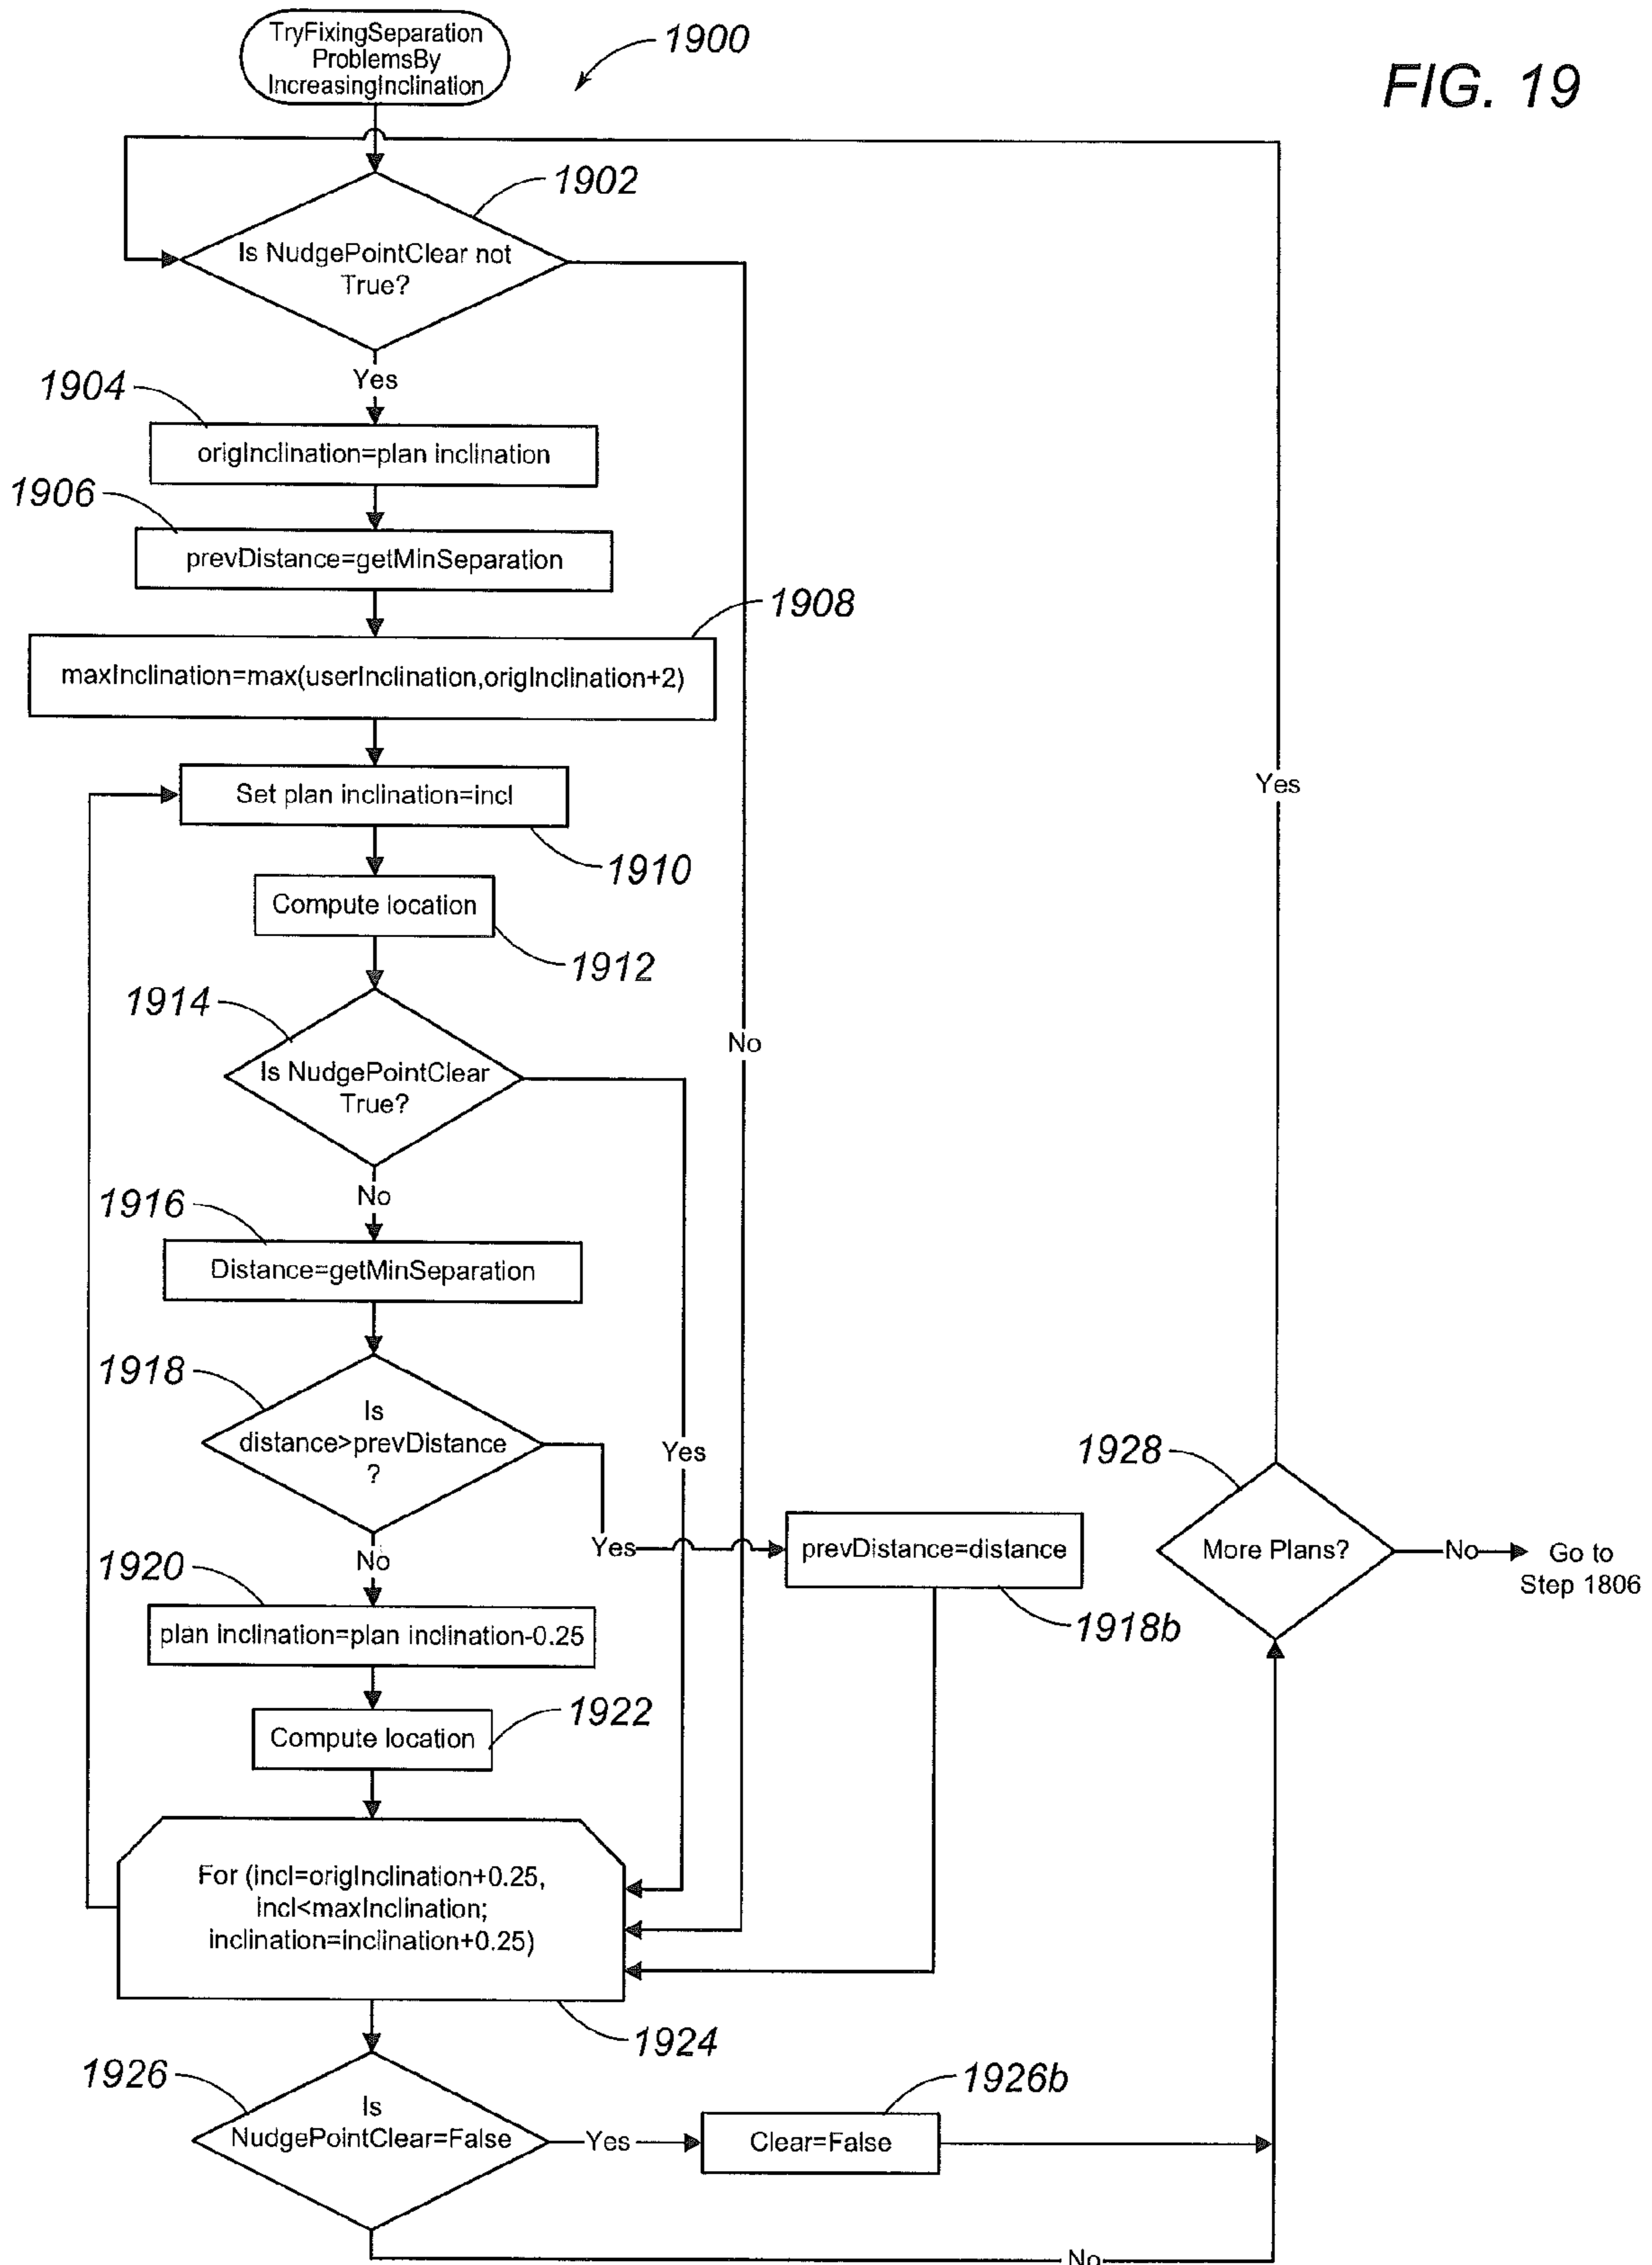 TryFixingSeparation
ProblemsBy
IncreasingInclination
1900
FIG. 19
1902
Is NudgePointClear not
True?
Yes
1904
origInclination=plan inclination
1906
prevDistance=getMinSeparation
1908
maxInclination=max(userInclination,origInclination+2)
Set plan inclination=incl
1910
Compute location
1912
1914
Is NudgePointClear
True?
No
Yes
No
1916
Distance=getMinSeparation
1918
Is
distance>prevDistance
?
Yes
No
Yes
prevDistance=distance
1918b
1920
plan inclination=plan inclination-0.25
1922
Compute location
For (incl=origInclination+0.25,
incl<maxInclination;
inclination=inclination+0.25)
1924
1926
Is
NudgePointClear=False
Yes
1926b
Clear=False
No
1928
More Plans?
No
Go to
Step 1806